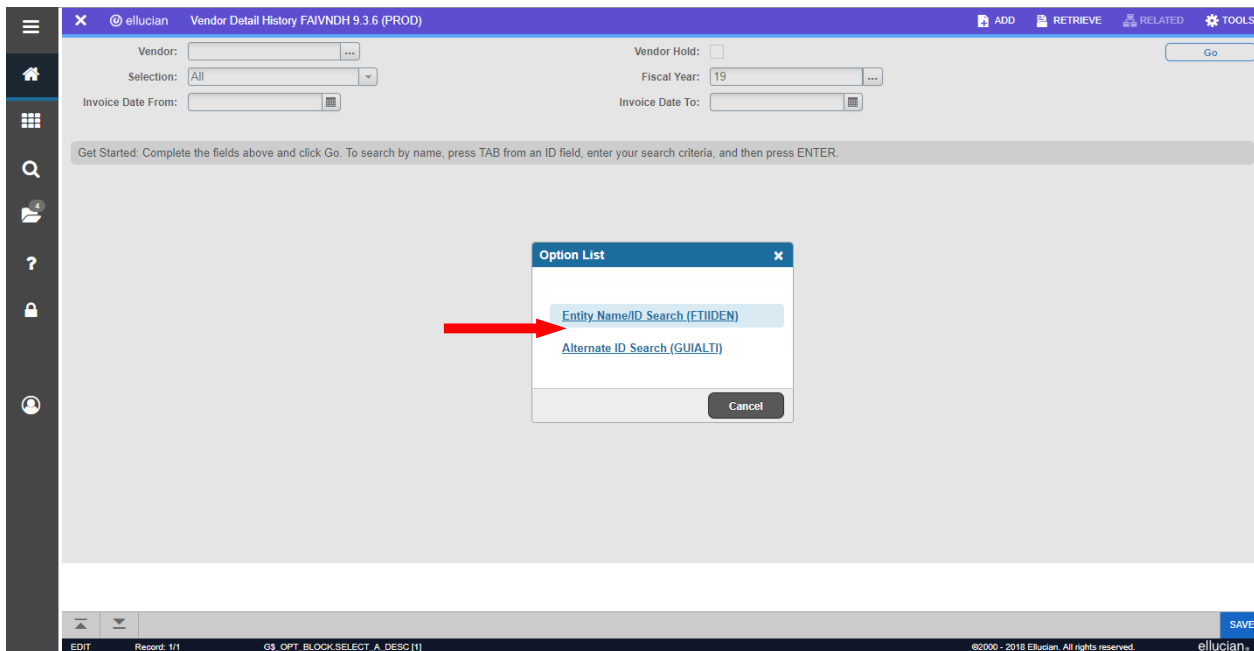 ellucian Vendor Detail History FAIVNDH 9.3.6 (PROD) ADD RETRIEVE RELATED TOOLS
Vendor: ... Vendor Hold: Go
Selection: All Fiscal Year: 19 ...
Invoice Date From: Invoice Date To:
Get Started: Complete the fields above and click Go. To search by name, press TAB from an ID field, enter your search criteria, and then press ENTER.
4
?
Option List
Entity Name/ID Search (FTIIDEN)
Alternate ID Search (GUIALTI)
Cancel
SAVE
EDIT Record: 1/1 G$_OPT_BLOCK.SELECT_A_DESC [1] ©2000 - 2018 Ellucian. All rights reserved. ellucian